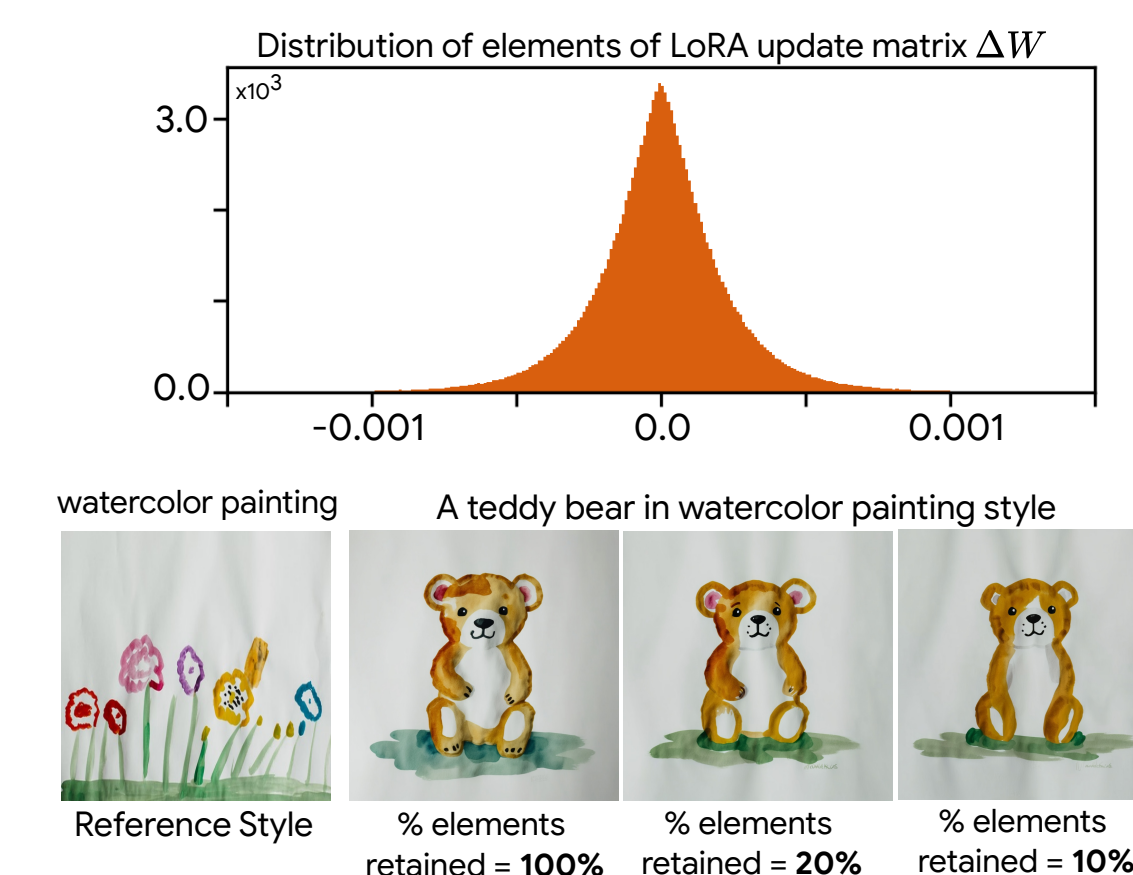 Distribution of elements of LoRA update matrix ΔW
x10³
3.0
0.0
-0.001 0.0 0.001
watercolor painting
A teddy bear in watercolor painting style
Reference Style
% elements
retained = 100%
% elements
retained = 20%
% elements
retained = 10%